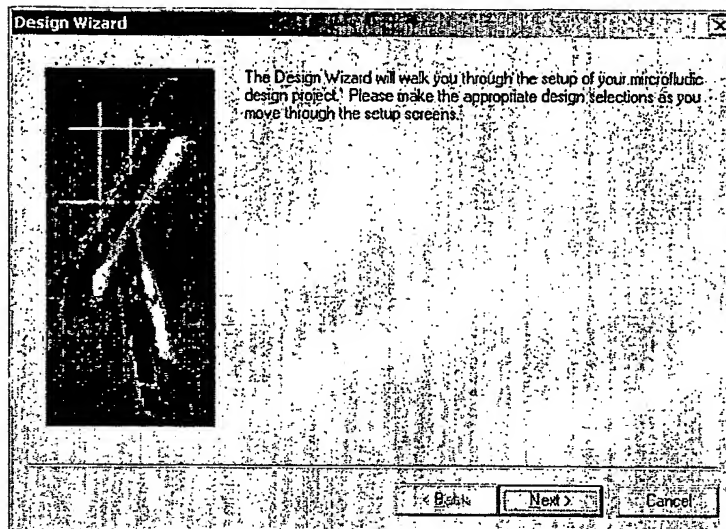 Design Wizard
The Design Wizard will walk you through the setup of your mircrofludic
design project. Please make the appropriate design selections as you
move through the setup screens.
< Back
Next >
Cancel